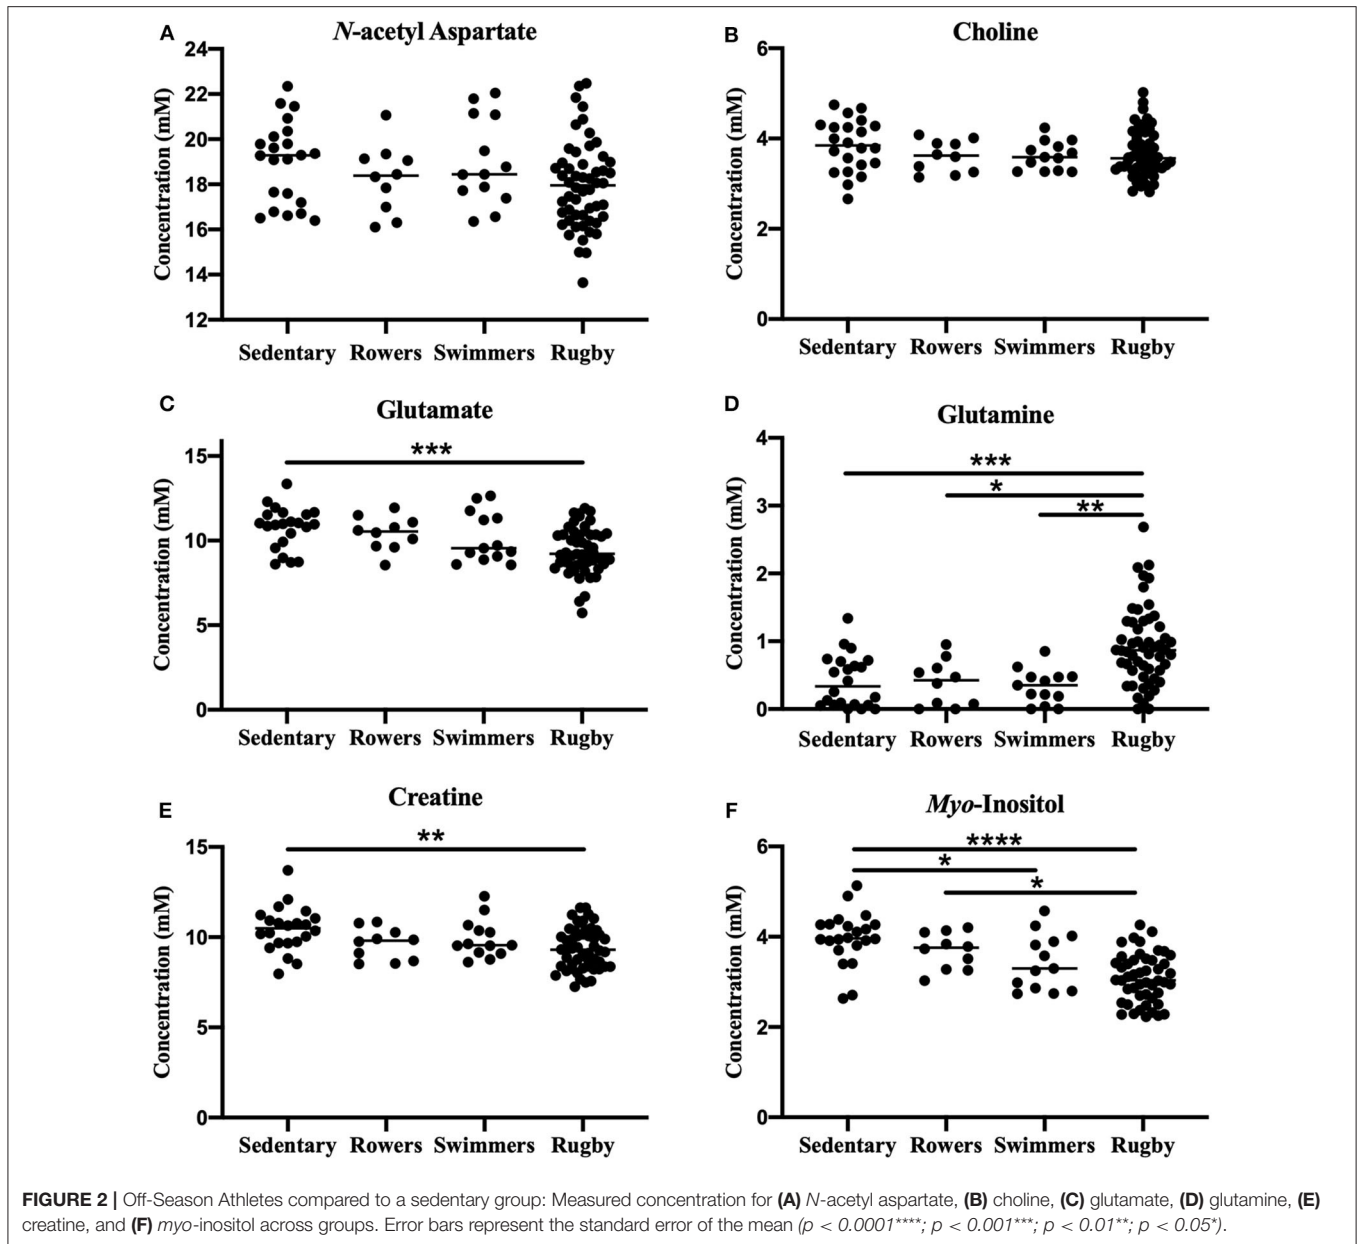 A
N-acetyl Aspartate
Concentration (mM)
24
22
20
18
16
14
12
Sedentary Rowers Swimmers Rugby
B
Choline
Concentration (mM)
6
4
2
0
Sedentary Rowers Swimmers Rugby
C
Glutamate
***
Concentration (mM)
15
10
5
0
Sedentary Rowers Swimmers Rugby
D
Glutamine
***
*
**
Concentration (mM)
4
3
2
1
0
Sedentary Rowers Swimmers Rugby
E
Creatine
**
Concentration (mM)
15
10
5
0
Sedentary Rowers Swimmers Rugby
F
Myo-Inositol
****
*
*
Concentration (mM)
6
4
2
0
Sedentary Rowers Swimmers Rugby
FIGURE 2 | Off-Season Athletes compared to a sedentary group: Measured concentration for (A) N-acetyl aspartate, (B) choline, (C) glutamate, (D) glutamine, (E)
creatine, and (F) myo-inositol across groups. Error bars represent the standard error of the mean (p < 0.0001****; p < 0.001***; p < 0.01**; p < 0.05*).